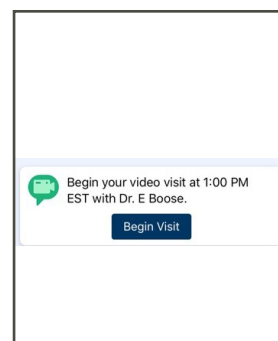 Begin your video visit at 1:00 PM
EST with Dr. E Boose.
Begin Visit